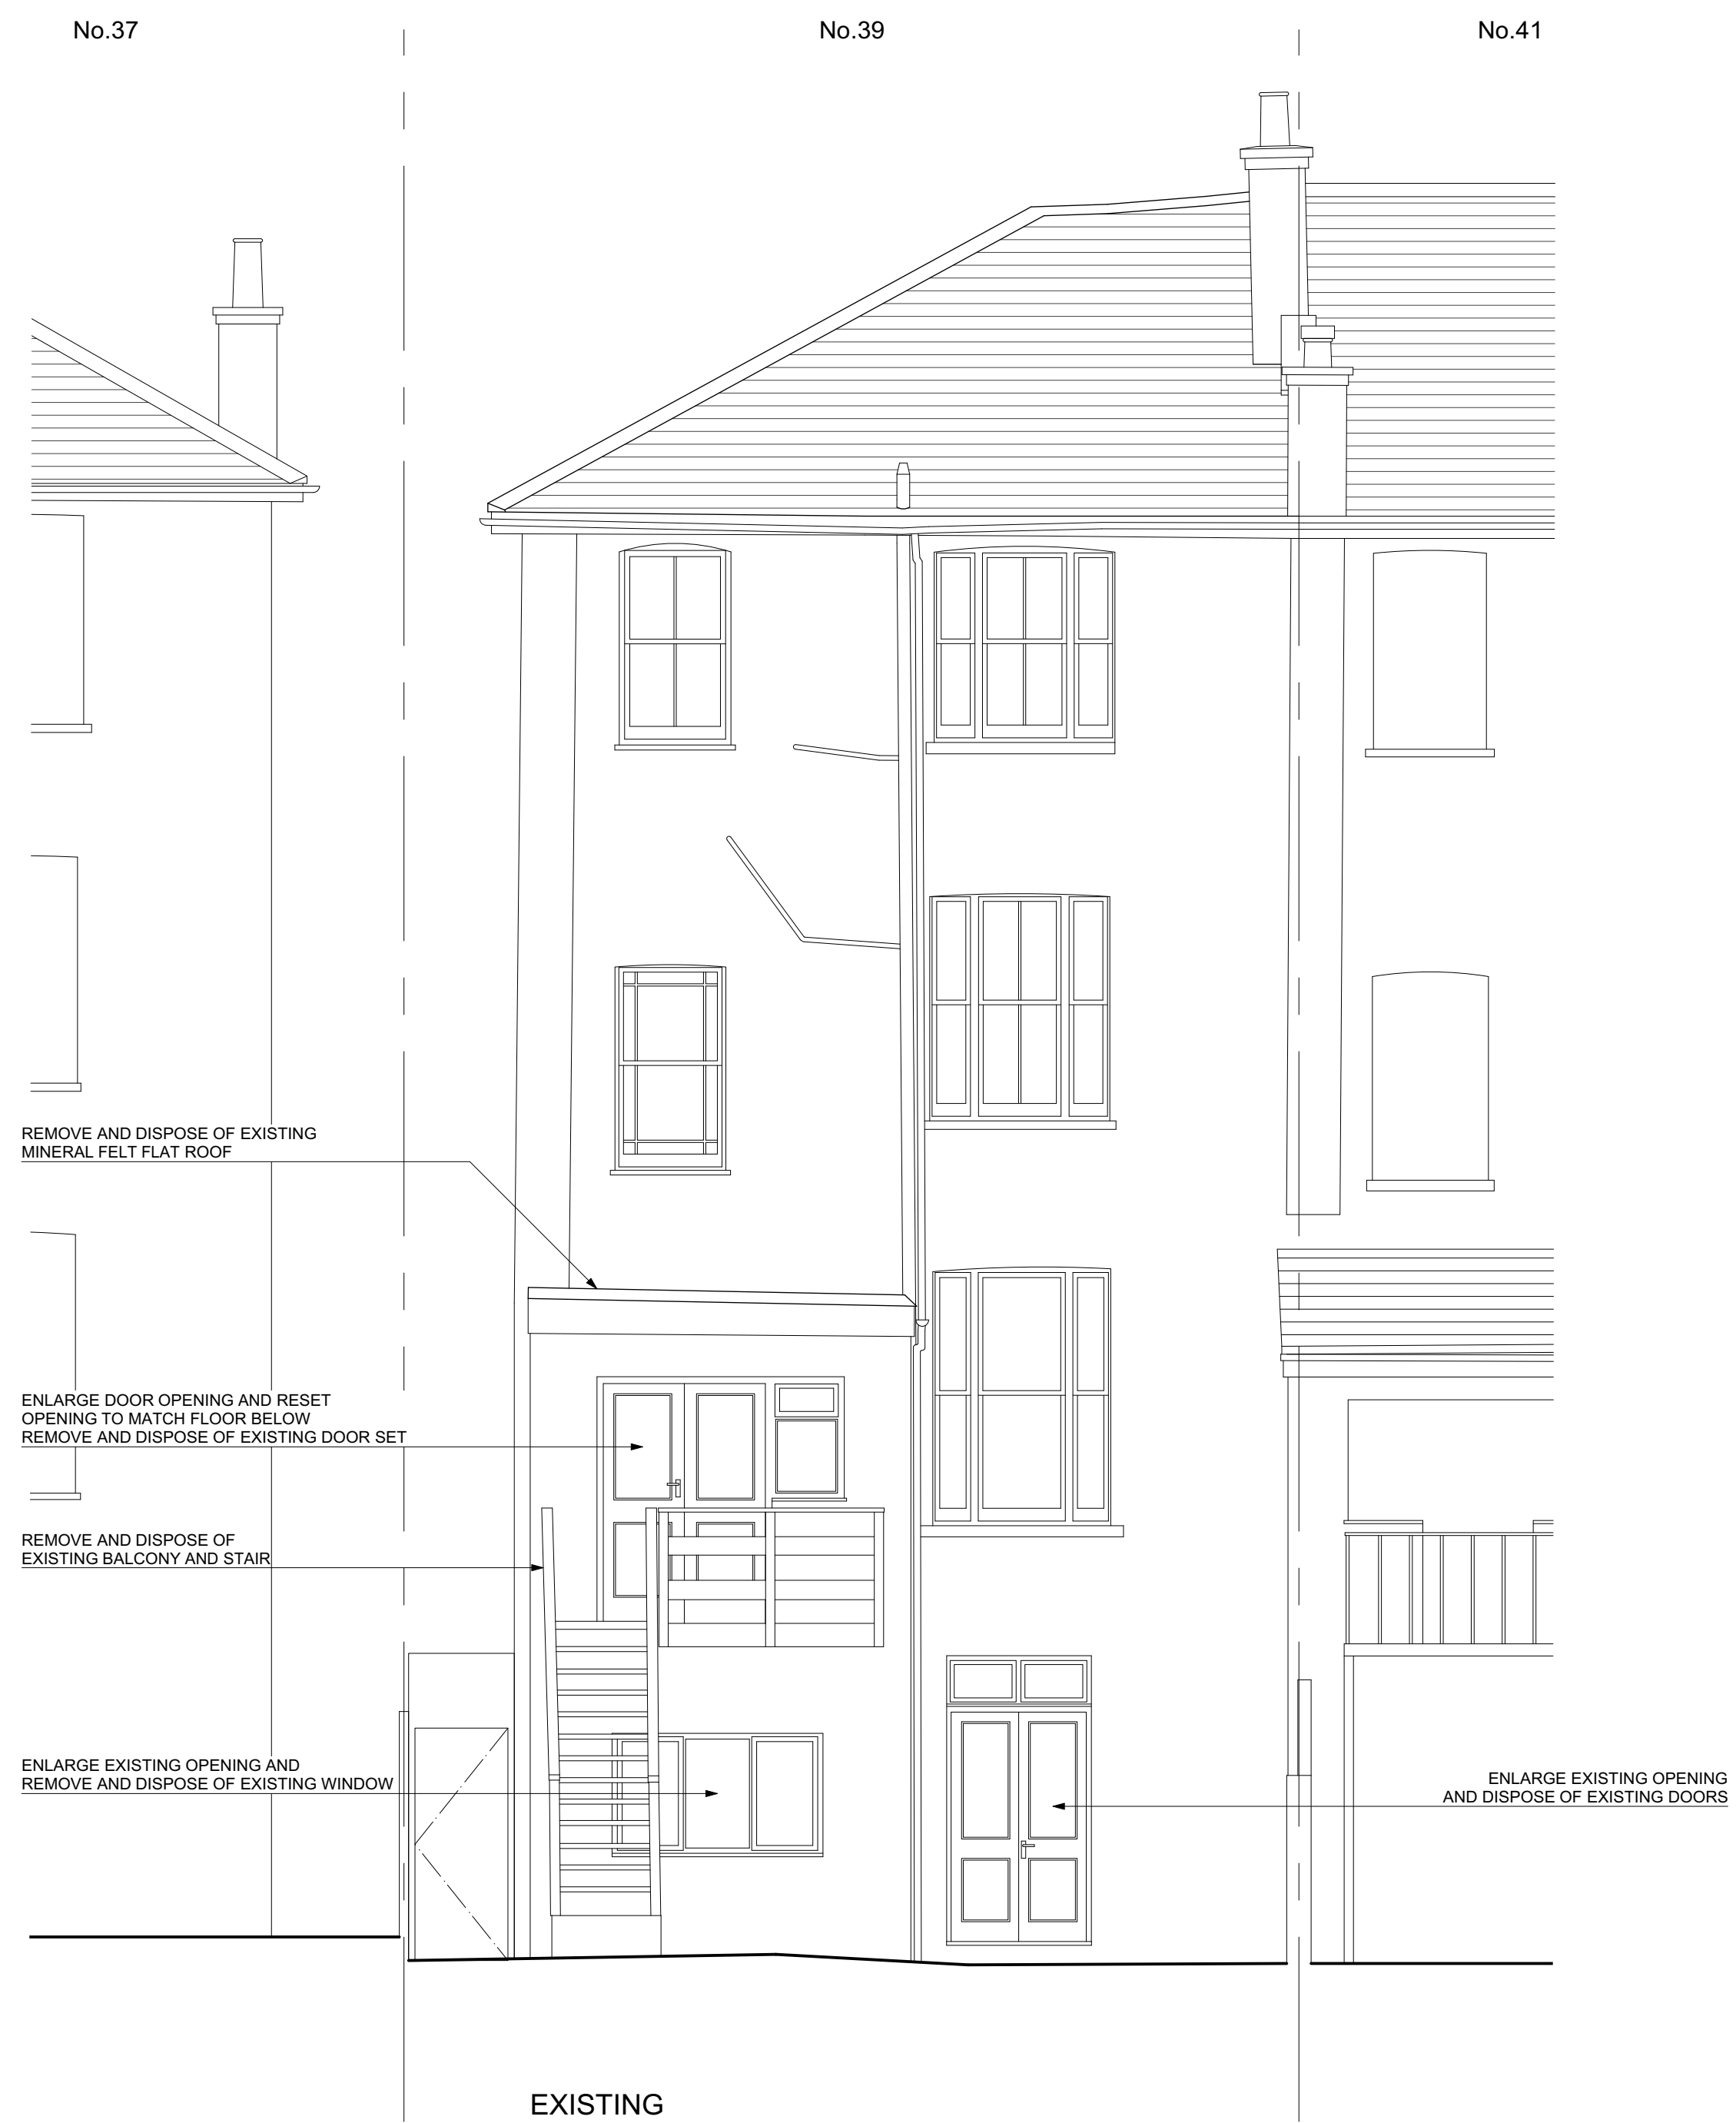 No.37
No.39
No.41
REMOVE AND DISPOSE OF EXISTING
MINERAL FELT FLAT ROOF
ENLARGE DOOR OPENING AND RESET
OPENING TO MATCH FLOOR BELOW
REMOVE AND DISPOSE OF EXISTING DOOR SET
REMOVE AND DISPOSE OF
EXISTING BALCONY AND STAIR
ENLARGE EXISTING OPENING AND
REMOVE AND DISPOSE OF EXISTING WINDOW
ENLARGE EXISTING OPENING
AND DISPOSE OF EXISTING DOORS
EXISTING